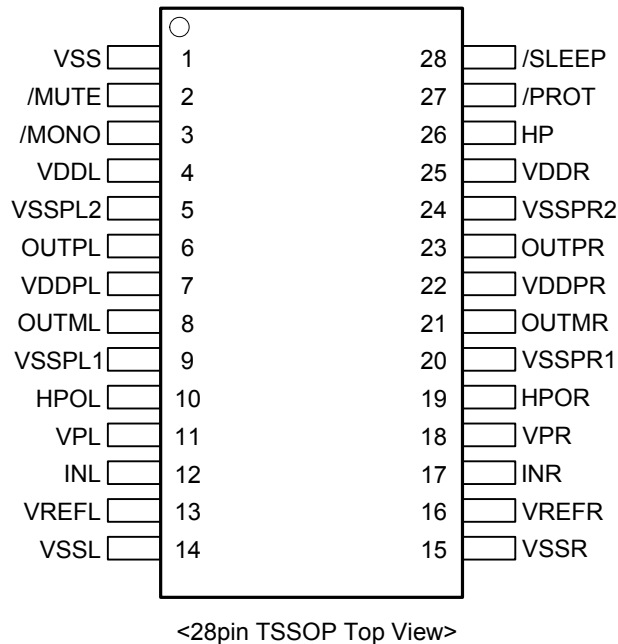 VSS 1 28 /SLEEP
/MUTE 2 27 /PROT
/MONO 3 26 HP
VDDL 4 25 VDDR
VSSPL2 5 24 VSSPR2
OUTPL 6 23 OUTPR
VDDPL 7 22 VDDPR
OUTML 8 21 OUTMR
VSSPL1 9 20 VSSPR1
HPOL 10 19 HPOR
VPL 11 18 VPR
INL 12 17 INR
VREFL 13 16 VREFR
VSSL 14 15 VSSR
<28pin TSSOP Top View>